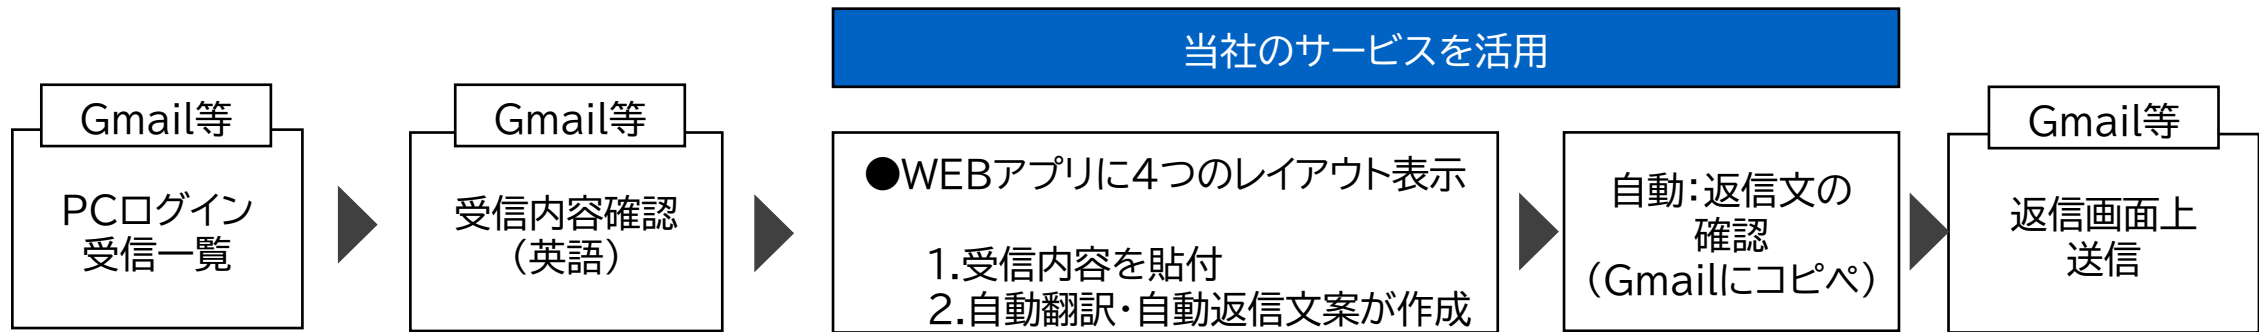 当社のサービスを活用
Gmail等
PCログイン
受信一覧
Gmail等
受信内容確認
（英語）
●WEBアプリに4つのレイアウト表示
1.受信内容を貼付
2.自動翻訳・自動返信文案が作成
自動：返信文の
確認
（Gmailにコピペ）
Gmail等
返信画面上
送信